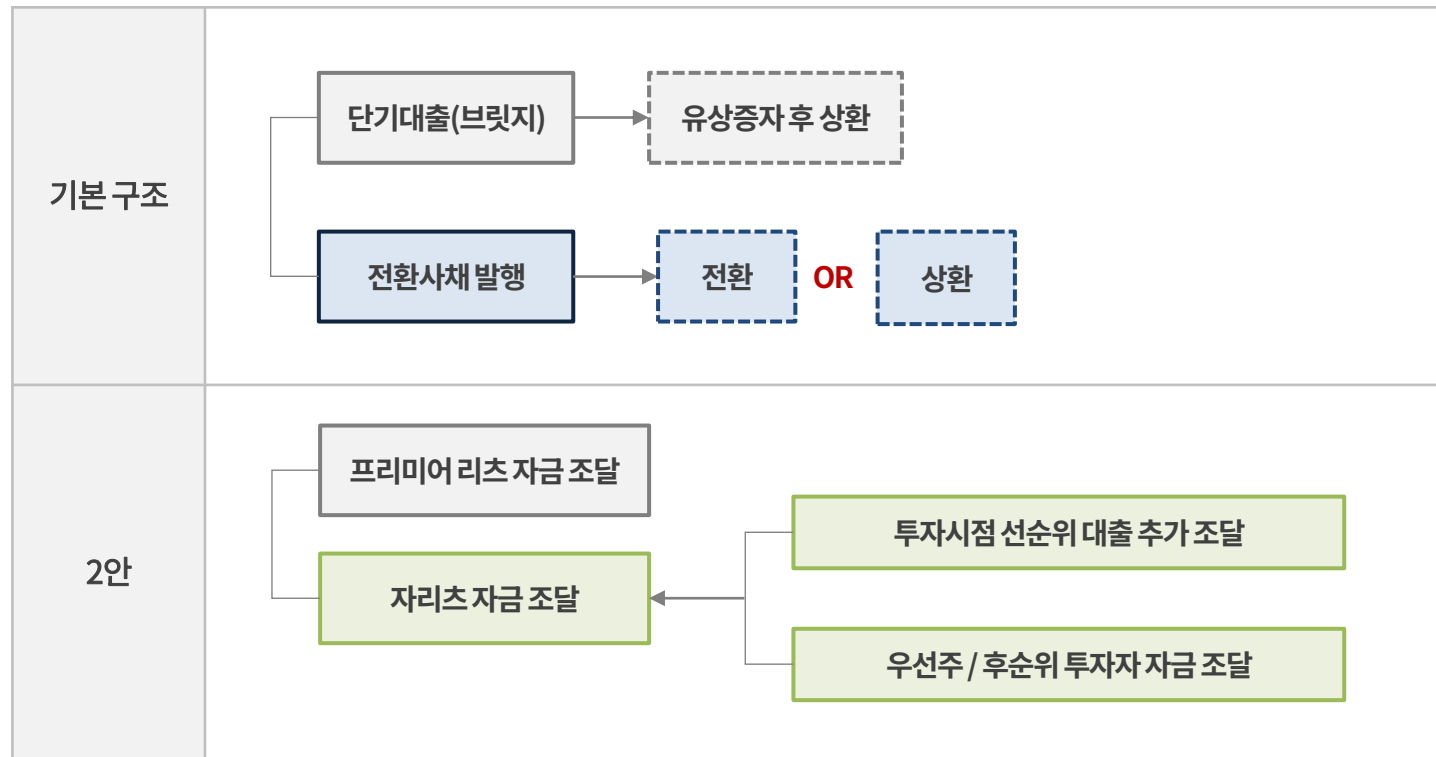 기본 구조
단기대출(브릿지)
유상증자 후 상환
전환사채 발행
전환
OR
상환
2안
프리미어 리츠 자금 조달
자리츠 자금 조달
투자시점 선순위 대출 추가 조달
우선주 / 후순위 투자자 자금 조달